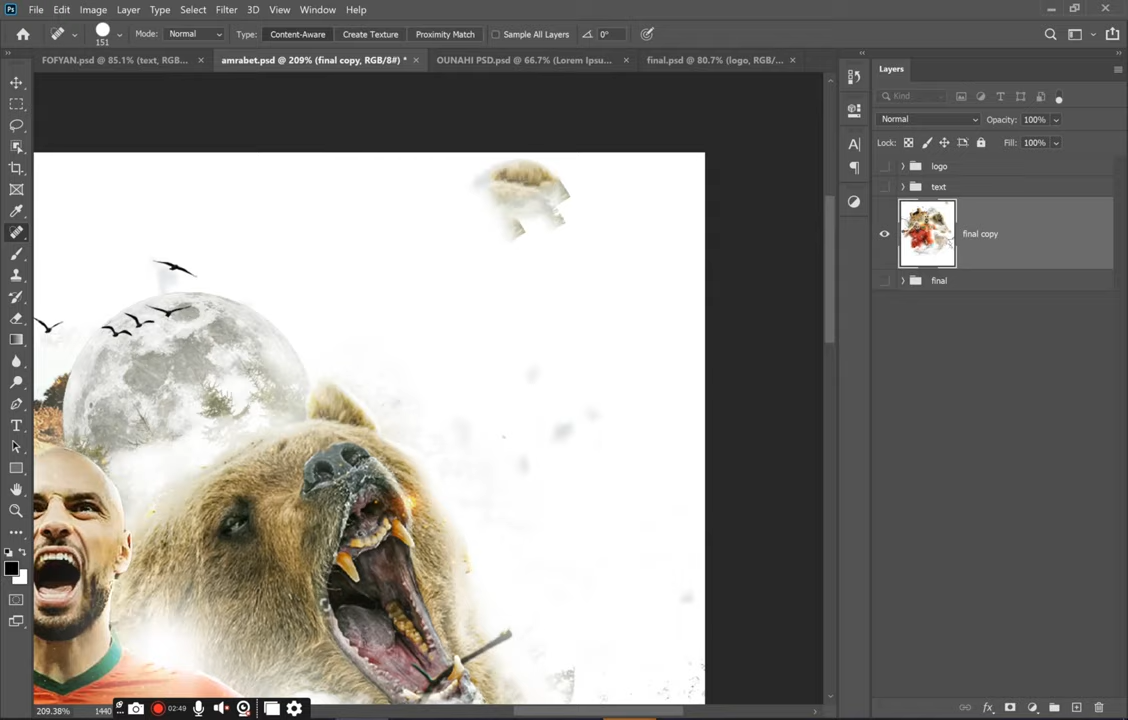 Ps File Edit Image Layer Type Select Filter 3D View Window Help
151 Mode: Normal Type: Content-Aware Create Texture Proximity Match Sample All Layers 0°
FOFYAN.psd @ 85.1% (text, RGB... × amrabet.psd @ 209% (final copy, RGB/8#) * × OUNAHI PSD.psd @ 66.7% (Lorem Ipsu... × final.psd @ 80.7% (logo, RGB/... ×
Layers
Kind
Normal Opacity: 100%
Lock: Fill: 100%
logo
text
final copy
final
02:49
209.38% 1440